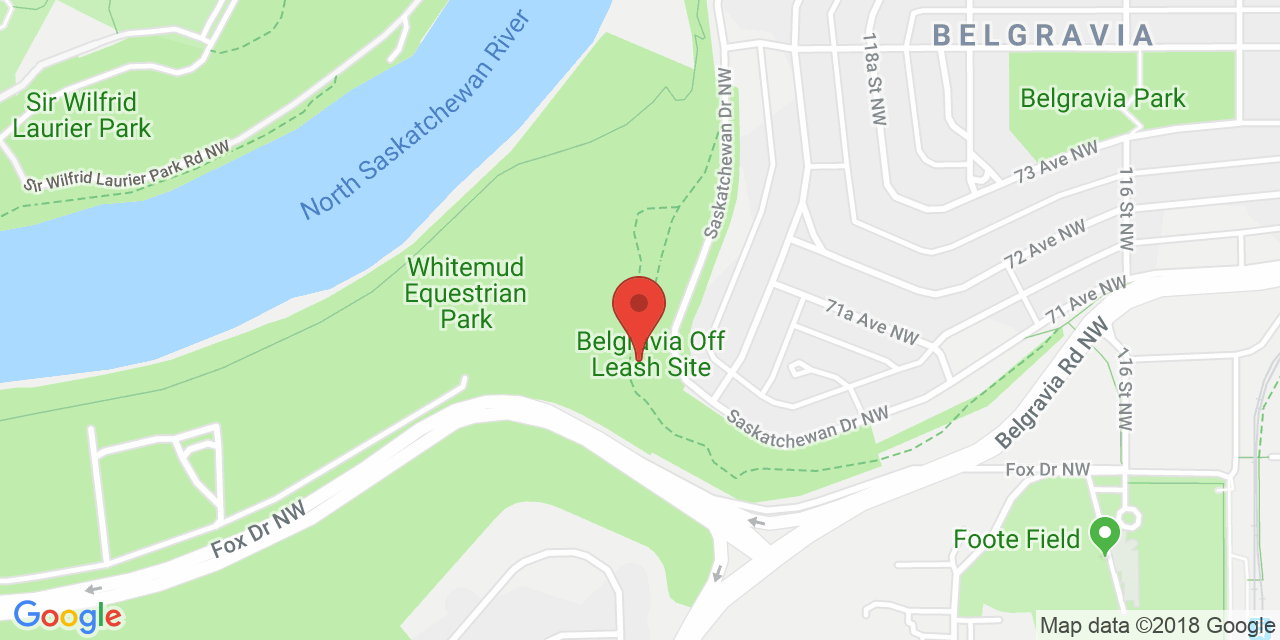 BELGRAVIA
118a St NW
Saskatchewan Dr NW
North Saskatchewan River
Sir Wilfrid
Laurier Park
Belgravia Park
Sir Wilfrid Laurier Park Rd NW
73 Ave NW
116 St NW
72 Ave NW
Whitemud
Equestrian
Park
71a Ave NW
71 Ave NW
Belgravia Off
Leash Site
Belgravia Rd NW
116 St NW
Saskatchewan Dr NW
Fox Dr NW
Fox Dr NW
Foote Field
Google
Map data ©2018 Google